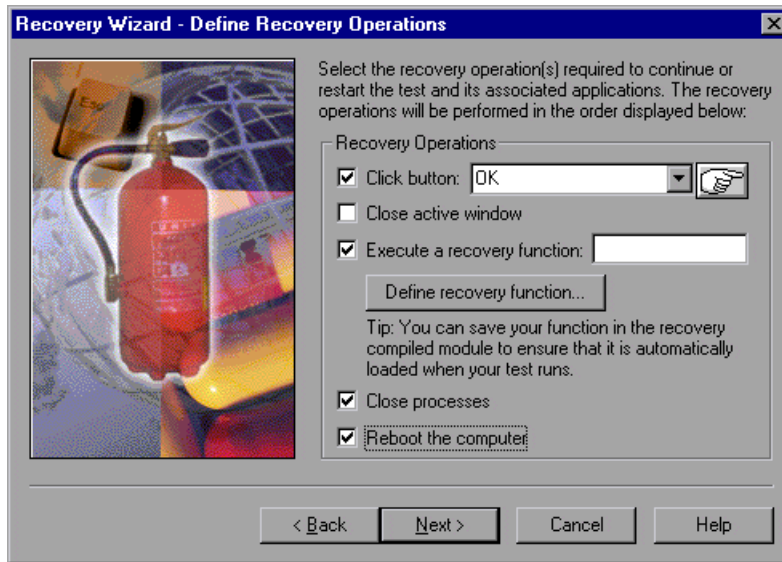 Recovery Wizard - Define Recovery Operations
Select the recovery operation(s) required to continue or
restart the test and its associated applications. The recovery
operations will be performed in the order displayed below:
Recovery Operations
Click button: OK
Close active window
Execute a recovery function:
Define recovery function...
Tip: You can save your function in the recovery
compiled module to ensure that it is automatically
loaded when your test runs.
Close processes
Reboot the computer
< Back Next > Cancel Help
Esc